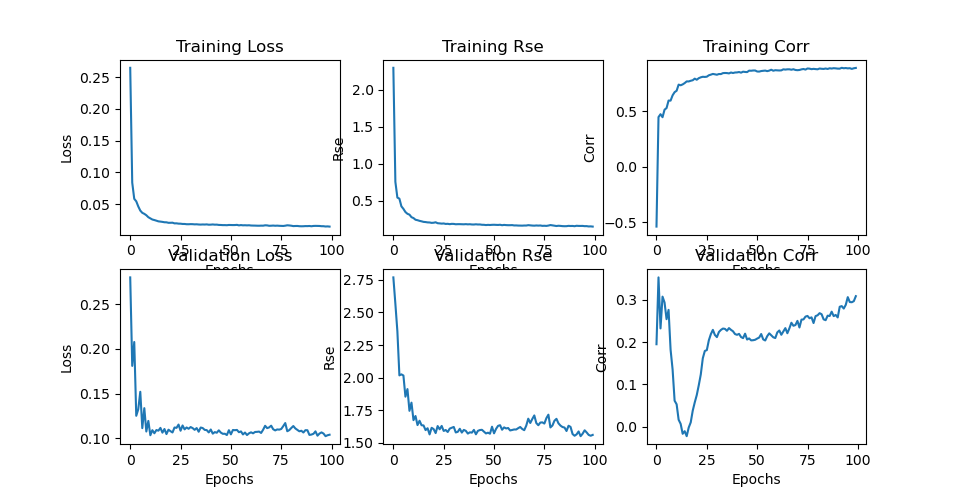 Training Loss
Training Rse
Training Corr
0.25
0.20
0.15
0.10
0.05
Loss
2.0
1.5
1.0
0.5
Rse
0.5
0.0
−0.5
Corr
0 25 50 75 100
0 25 50 75 100
0 25 50 75 100
Epochs
Epochs
Epochs
Validation Loss
Validation Rse
Validation Corr
0.25
0.20
0.15
0.10
Loss
2.75
2.50
2.25
2.00
1.75
1.50
Rse
0.3
0.2
0.1
0.0
Corr
0 25 50 75 100
0 25 50 75 100
0 25 50 75 100
Epochs
Epochs
Epochs